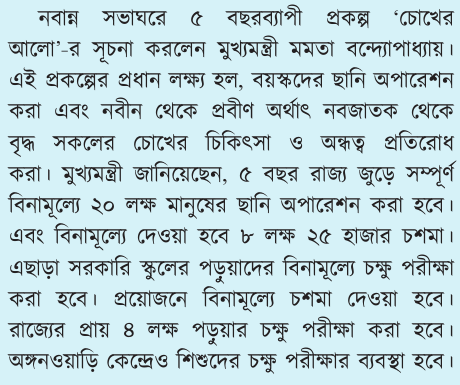 নবান্ন সভাঘরে ৫ বছরব্যাপী প্রকল্প ‘চোখের
আলো’-র সূচনা করলেন মুখ্যমন্ত্রী মমতা বন্দ্যোপাধ্যায়।
এই প্রকল্পের প্রধান লক্ষ্য হল, বয়স্কদের ছানি অপারেশন
করা এবং নবীন থেকে প্রবীণ অর্থাৎ নবজাতক থেকে
বৃদ্ধ সকলের চোখের চিকিৎসা ও অন্ধত্ব প্রতিরোধ
করা। মুখ্যমন্ত্রী জানিয়েছেন, ৫ বছর রাজ্য জুড়ে সম্পূর্ণ
বিনামূল্যে ২০ লক্ষ মানুষের ছানি অপারেশন করা হবে।
এবং বিনামূল্যে দেওয়া হবে ৮ লক্ষ ২৫ হাজার চশমা।
এছাড়া সরকারি স্কুলের পড়ুয়াদের বিনামূল্যে চক্ষু পরীক্ষা
করা হবে। প্রয়োজনে বিনামূল্যে চশমা দেওয়া হবে।
রাজ্যের প্রায় ৪ লক্ষ পড়ুয়ার চক্ষু পরীক্ষা করা হবে।
অঙ্গনওয়াড়ি কেন্দ্রেও শিশুদের চক্ষু পরীক্ষার ব্যবস্থা হবে।